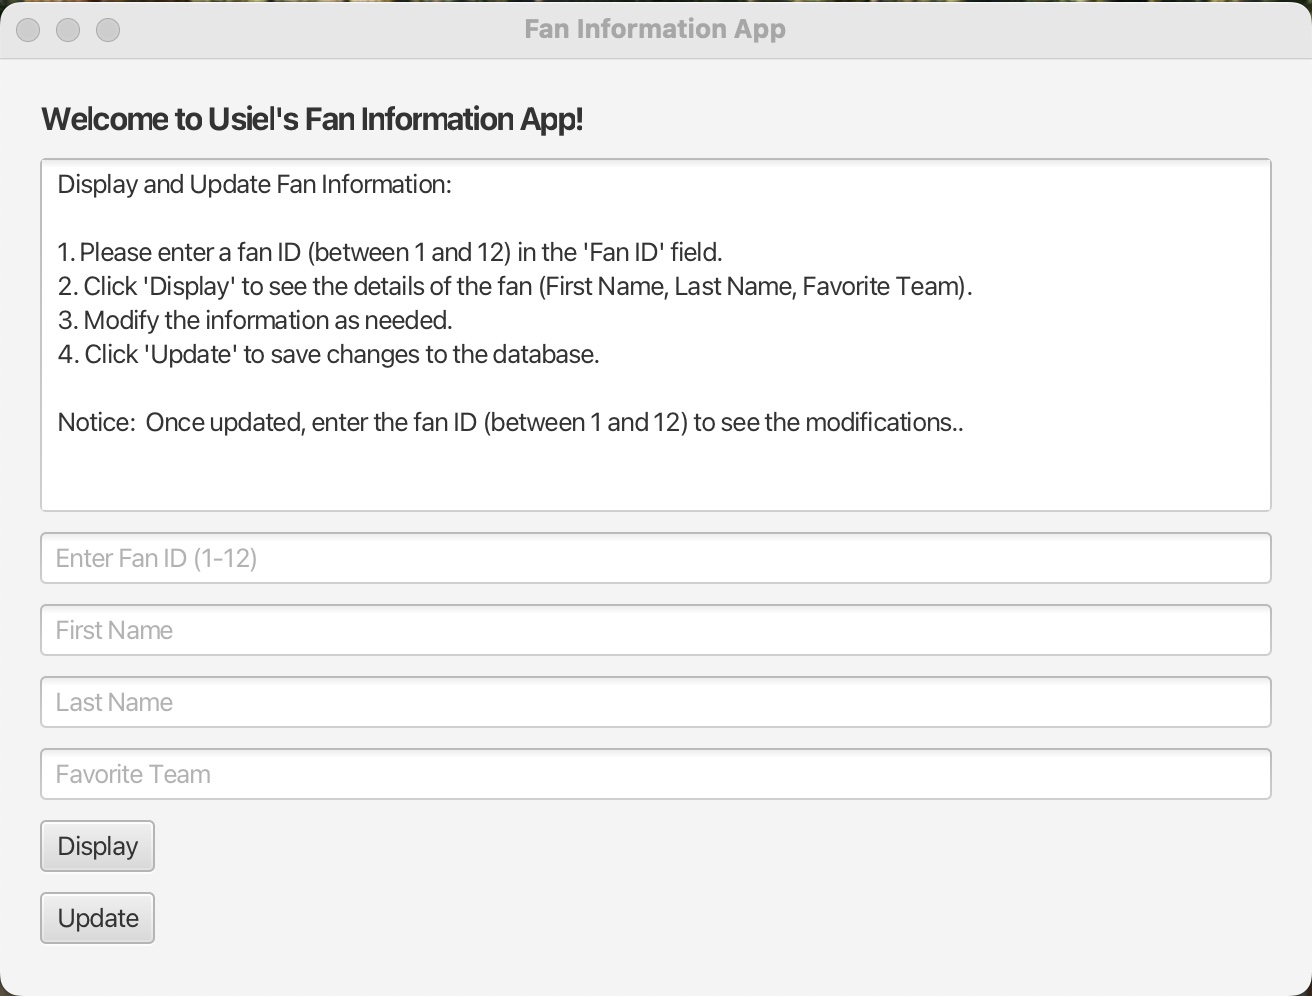 Fan Information App
Welcome to Usiel's Fan Information App!
Display and Update Fan Information:
1. Please enter a fan ID (between 1 and 12) in the 'Fan ID' field.
2. Click 'Display' to see the details of the fan (First Name, Last Name, Favorite Team).
3. Modify the information as needed.
4. Click 'Update' to save changes to the database.
Notice:  Once updated, enter the fan ID (between 1 and 12) to see the modifications..
Enter Fan ID (1-12)
First Name
Last Name
Favorite Team
Display
Update